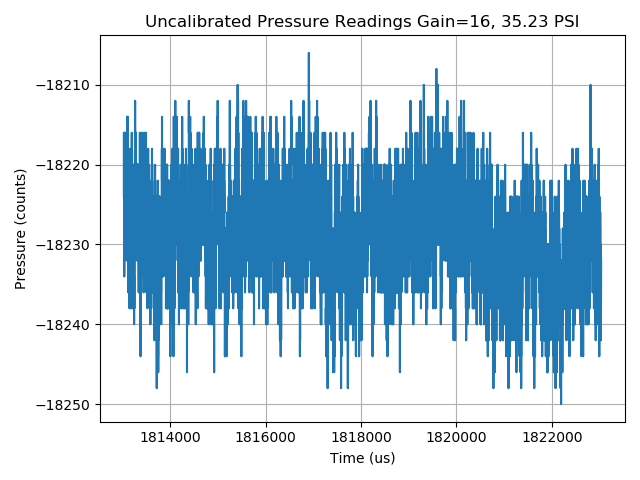 Uncalibrated Pressure Readings Gain=16, 35.23 PSI
−18210
−18220
−18230
−18240
−18250
Pressure (counts)
1814000 1816000 1818000 1820000 1822000
Time (us)